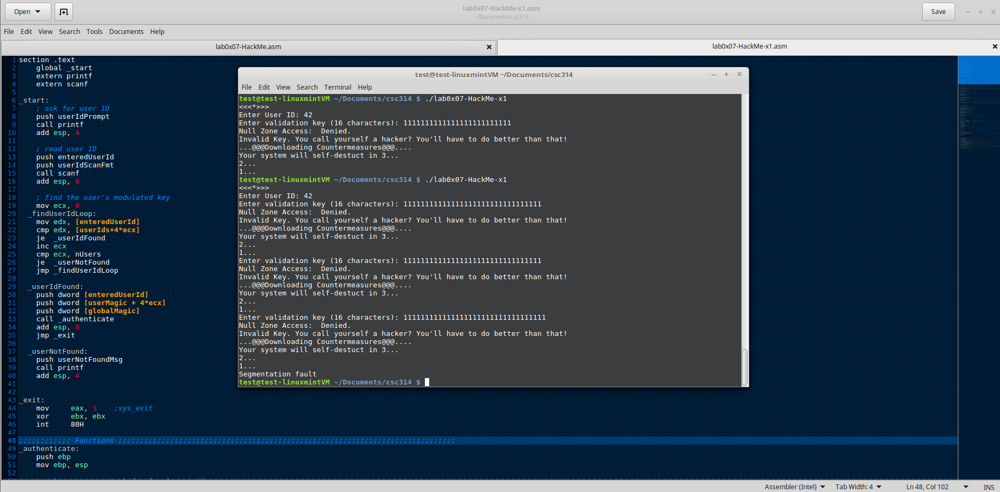 Open
lab0x07-HackMe-x1.asm
~/Documents/csc314
Save
File Edit View Search Tools Documents Help
lab0x07-HackMe.asm
lab0x07-HackMe-x1.asm
1 section .text
2 global _start
3 extern printf
4 extern scanf
5
6 _start:
7 ; ask for user ID
8 push userIdPrompt
9 call printf
10 add esp, 4
11
12 ; read user ID
13 push enteredUserId
14 push userIdScanFmt
15 call scanf
16 add esp, 8
17
18 ; find the user's modulated key
19 mov ecx, 0
20 _findUserIdLoop:
21 mov edx, [enteredUserId]
22 cmp edx, [userIds+4*ecx]
23 je _userIdFound
24 inc ecx
25 cmp ecx, nUsers
26 je _userNotFound
27 jmp _findUserIdLoop
28
29 _userIdFound:
30 push dword [enteredUserId]
31 push dword [userMagic + 4*ecx]
32 push dword [globalMagic]
33 call _authenticate
34 add esp, 8
35 jmp _exit
36
37 _userNotFound:
38 push userNotFoundMsg
39 call printf
40 add esp, 4
41
42
43 _exit:
44 mov eax, 1 ;sys_exit
45 xor ebx, ebx
46 int 80H
47
48 ;;;;;;;;;;;; Functions ;;;;;;;;;;;;;;;;;;;;;;;;;;;;;;;;;;;;;;;;;;;;;;;;;;;;;;;;;;;;;;;;;;;;;;;;;;;;;;
49 _authenticate:
50 push ebp
51 mov ebp, esp
52
test@test-linuxmintVM ~/Documents/csc314
File Edit View Search Terminal Help
test@test-linuxmintVM ~/Documents/csc314 $ ./lab0x07-HackMe-x1
<<<*>>>
Enter User ID: 42
Enter validation key (16 characters): 1111111111111111111111111
Null Zone Access:  Denied.
Invalid Key. You call yourself a hacker? You'll have to do better than that!
...@@@Downloading Countermeasures@@@....
Your system will self-destuct in 3...
2...
1...
test@test-linuxmintVM ~/Documents/csc314 $ ./lab0x07-HackMe-x1
<<<*>>>
Enter User ID: 42
Enter validation key (16 characters): 11111111111111111111111111111111
Null Zone Access:  Denied.
Invalid Key. You call yourself a hacker? You'll have to do better than that!
...@@@Downloading Countermeasures@@@....
Your system will self-destuct in 3...
2...
1...
Enter validation key (16 characters): 11111111111111111111111111111111
Null Zone Access:  Denied.
Invalid Key. You call yourself a hacker? You'll have to do better than that!
...@@@Downloading Countermeasures@@@....
Your system will self-destuct in 3...
2...
1...
Enter validation key (16 characters): 111111111111111111111111111111111
Null Zone Access:  Denied.
Invalid Key. You call yourself a hacker? You'll have to do better than that!
...@@@Downloading Countermeasures@@@....
Your system will self-destuct in 3...
2...
1...
Segmentation fault
test@test-linuxmintVM ~/Documents/csc314 $
Assembler (Intel) Tab Width: 4 Ln 48, Col 102 INS